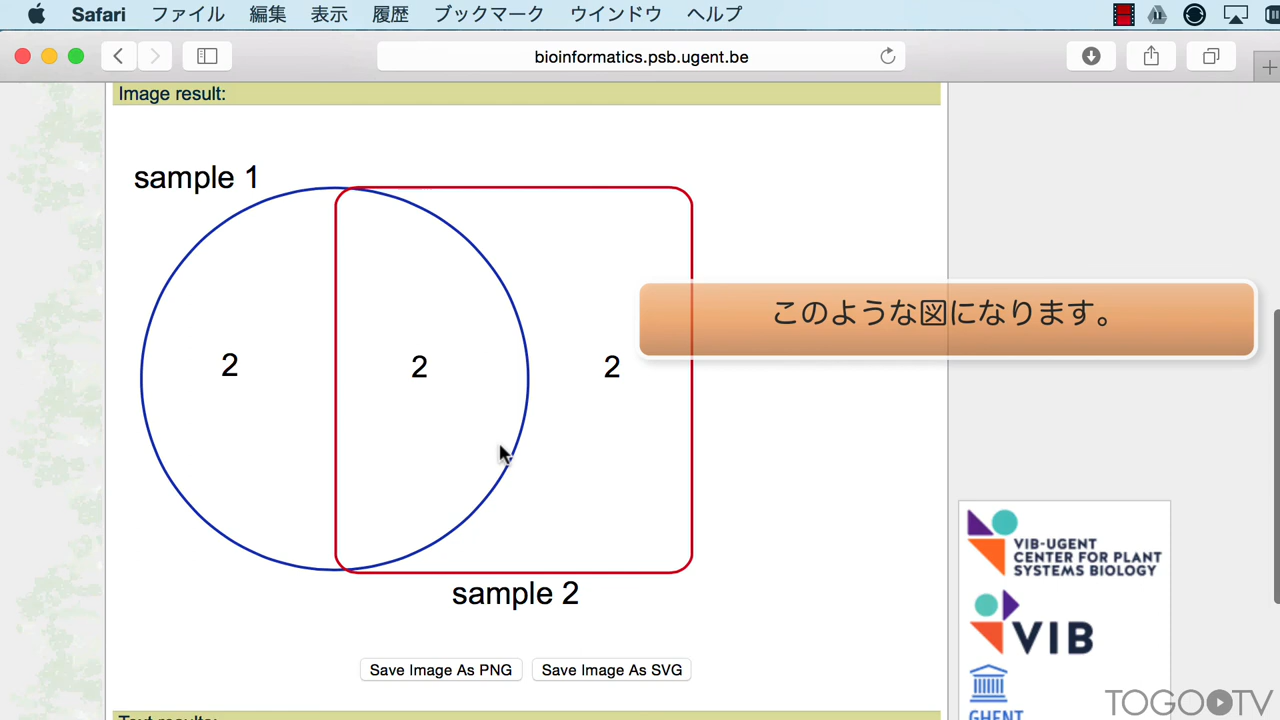 Safari ファイル 編集 表示 履歴 ブックマーク ウインドウ ヘルプ
bioinformatics.psb.ugent.be
Image result:
sample 1
このような図になります。
2 2 2
sample 2
VIB-UGENT
CENTER FOR PLANT
SYSTEMS BIOLOGY
VIB
GHENT
Save Image As PNG Save Image As SVG
Text results:
TOGO TV